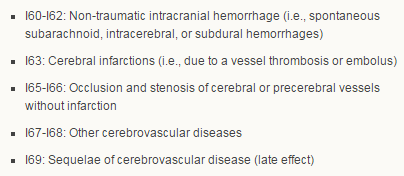 ▪ I60-I62: Non-traumatic intracranial hemorrhage (i.e., spontaneous
subarachnoid, intracerebral, or subdural hemorrhages)
▪ I63: Cerebral infarctions (i.e., due to a vessel thrombosis or embolus)
▪ I65-I66: Occlusion and stenosis of cerebral or precerebral vessels
without infarction
▪ I67-I68: Other cerebrovascular diseases
▪ I69: Sequelae of cerebrovascular disease (late effect)